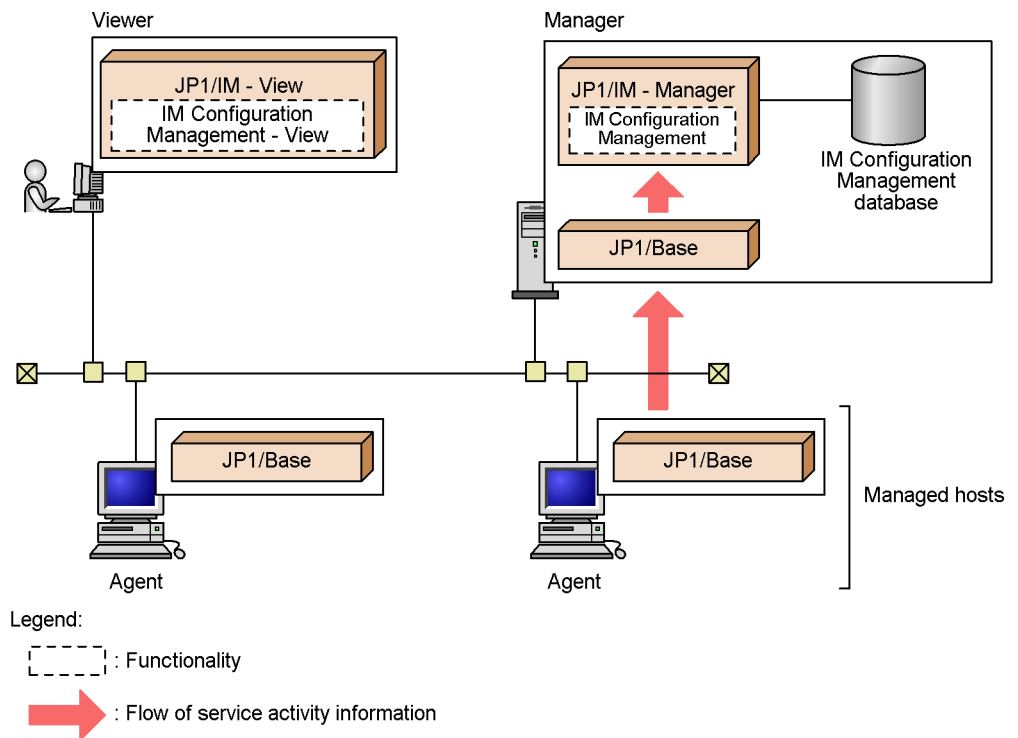 Viewer
JP1/IM - View
IM Configuration
Management - View
Manager
JP1/IM - Manager
IM Configuration
Management
IM Configuration
Management
database
JP1/Base
JP1/Base
Agent
JP1/Base
Agent
Managed hosts
Legend:
: Functionality
: Flow of service activity information